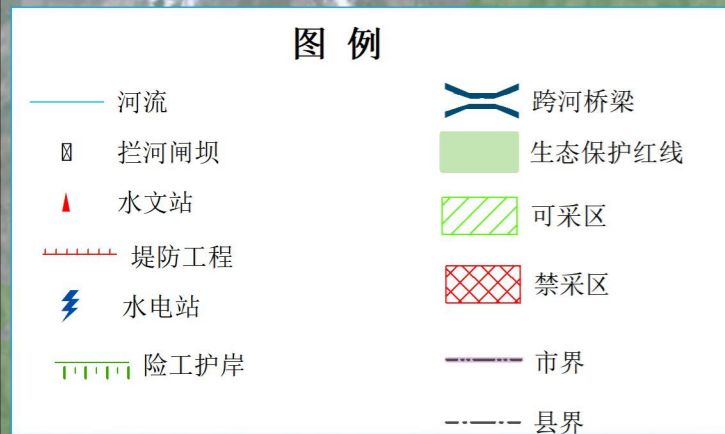 图 例
河流
拦河闸坝
水文站
堤防工程
水电站
险工护岸
跨河桥梁
生态保护红线
可采区
禁采区
市界
县界